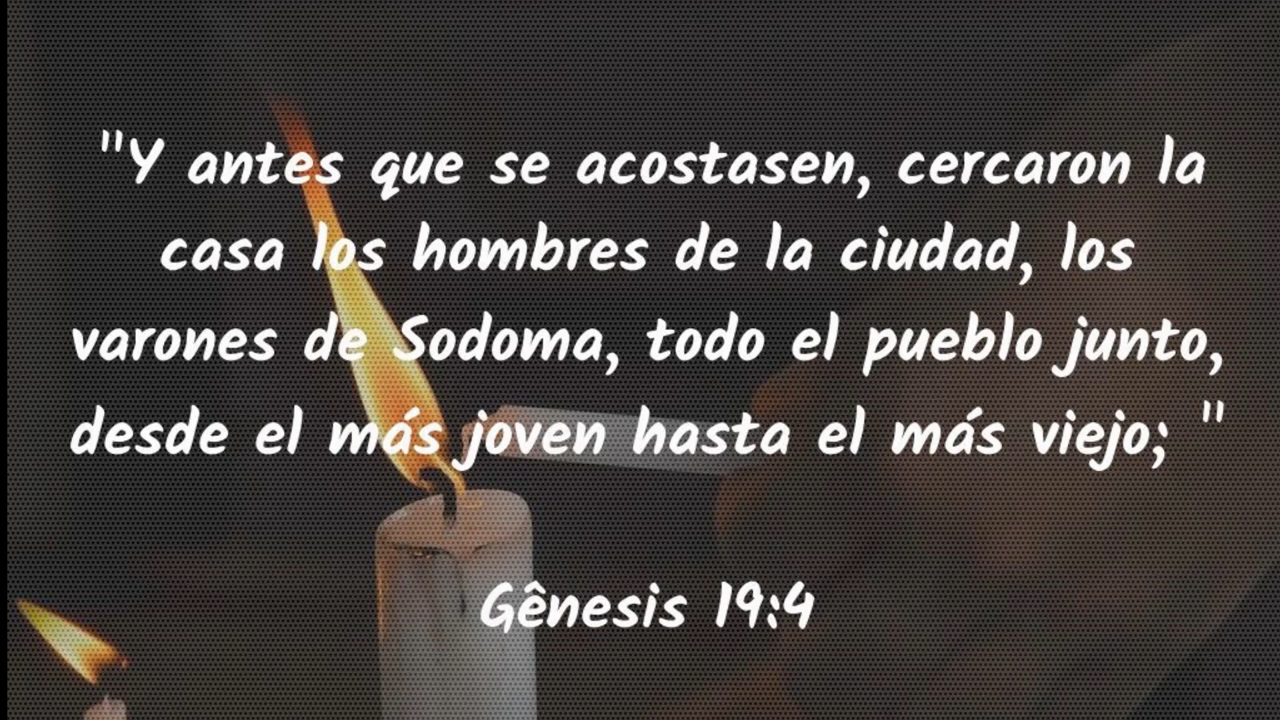 "Y antes que se acostasen, cercaron la
casa los hombres de la ciudad, los
varones de Sodoma, todo el pueblo junto,
desde el más joven hasta el más viejo; "
Gênesis 19:4